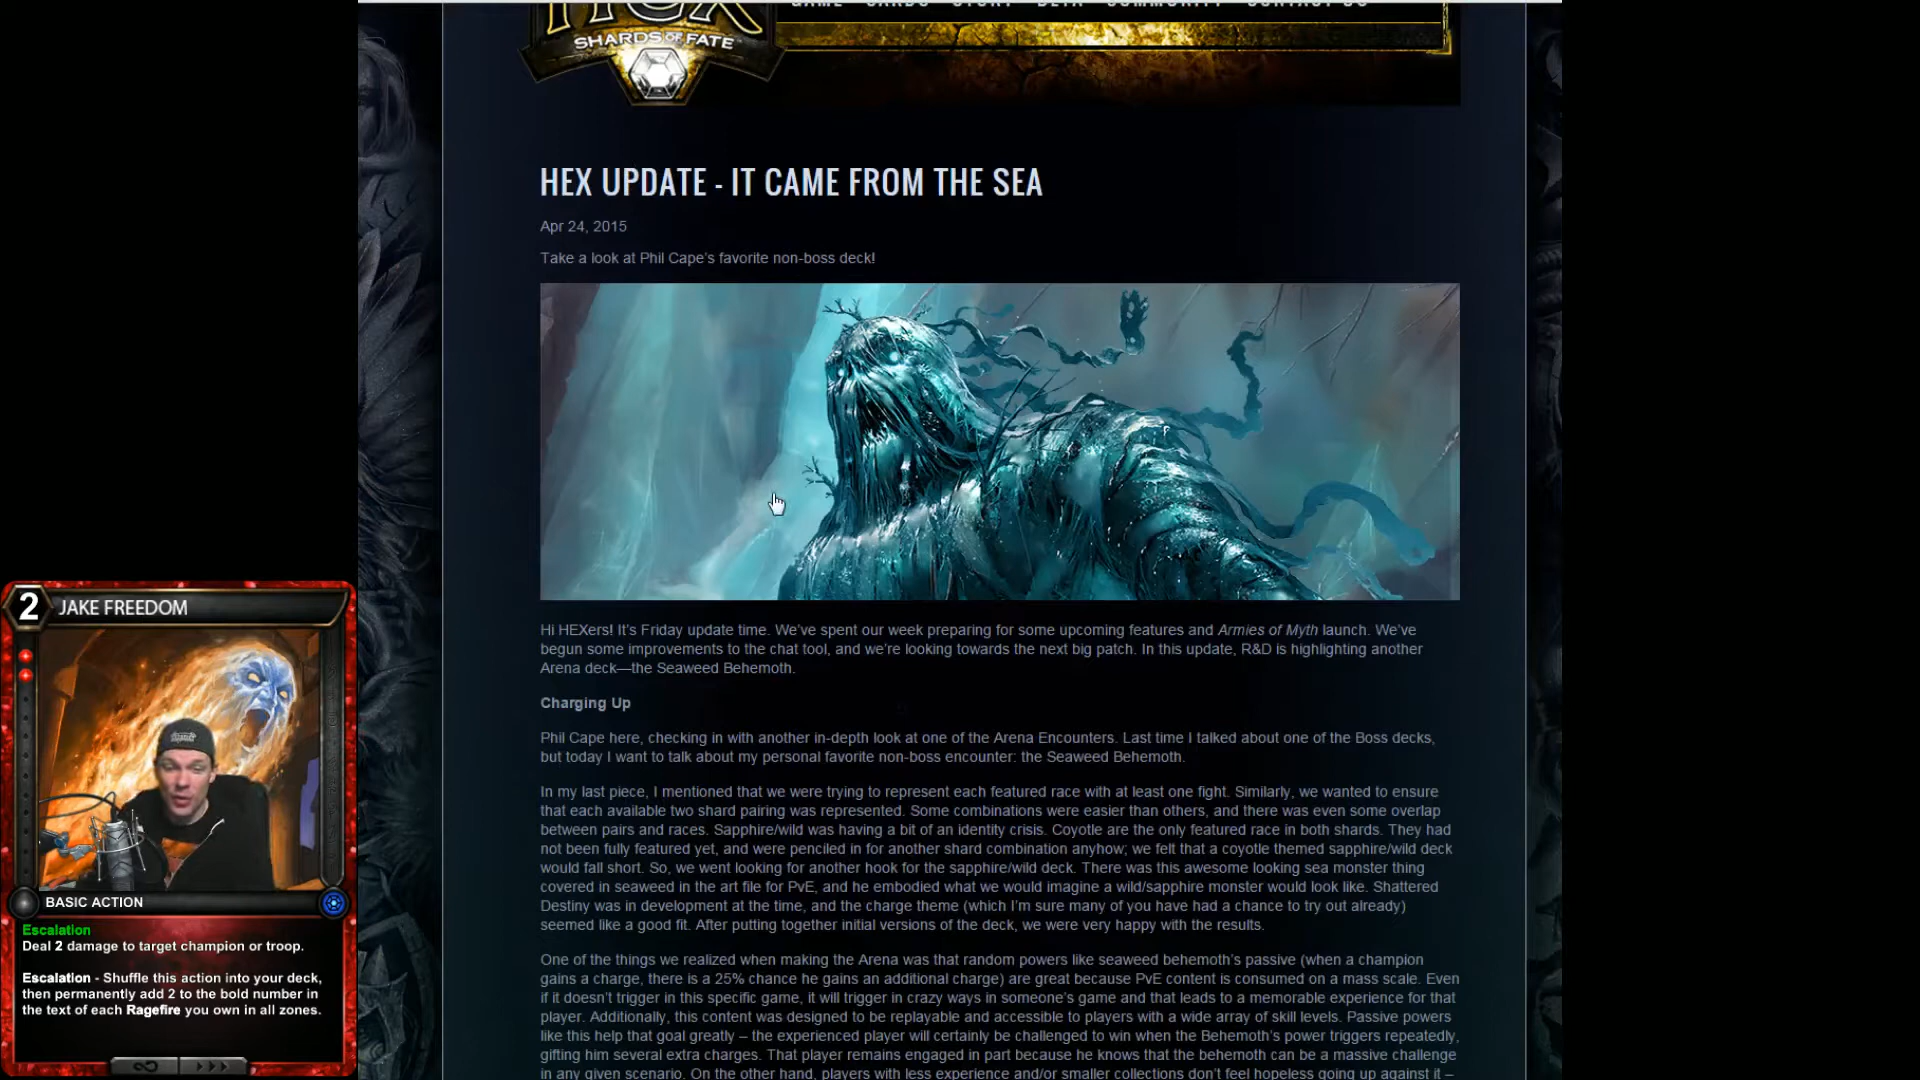 GAME CARDS STORY BETA COMMUNITY CONTACT US
HEX
SHARDS OF FATE
HEX UPDATE - IT CAME FROM THE SEA
Apr 24, 2015
Take a look at Phil Cape's favorite non-boss deck!
Hi HEXers! It's Friday update time. We've spent our week preparing for some upcoming features and Armies of Myth launch. We've
begun some improvements to the chat tool, and we're looking towards the next big patch. In this update, R&D is highlighting another
Arena deck—the Seaweed Behemoth.
Charging Up
Phil Cape here, checking in with another in-depth look at one of the Arena Encounters. Last time I talked about one of the Boss decks,
but today I want to talk about my personal favorite non-boss encounter: the Seaweed Behemoth.
In my last piece, I mentioned that we were trying to represent each featured race with at least one fight. Similarly, we wanted to ensure
that each available two shard pairing was represented. Some combinations were easier than others, and there was even some overlap
between pairs and races. Sapphire/wild was having a bit of an identity crisis. Coyotle are the only featured race in both shards. They had
not been fully featured yet, and were penciled in for another shard combination anyhow; we felt that a coyotle themed sapphire/wild deck
would fall short. So, we went looking for another hook for the sapphire/wild deck. There was this awesome looking sea monster thing
covered in seaweed in the art file for PvE, and he embodied what we would imagine a wild/sapphire monster would look like. Shattered
Destiny was in development at the time, and the charge theme (which I'm sure many of you have had a chance to try out already)
seemed like a good fit. After putting together initial versions of the deck, we were very happy with the results.
One of the things we realized when making the Arena was that random powers like seaweed behemoth's passive (when a champion
gains a charge, there is a 25% chance he gains an additional charge) are great because PvE content is consumed on a mass scale. Even
if it doesn't trigger in this specific game, it will trigger in crazy ways in someone's game and that leads to a memorable experience for that
player. Additionally, this content was designed to be replayable and accessible to players with a wide array of skill levels. Passive powers
like this help that goal greatly – the experienced player will certainly be challenged to win when the Behemoth's power triggers repeatedly,
gifting him several extra charges. That player remains engaged in part because he knows that the behemoth can be a massive challenge
in any given scenario. On the other hand, players with less experience and/or smaller collections don't feel hopeless going up against it –
2 JAKE FREEDOM
BASIC ACTION
Escalation
Deal 2 damage to target champion or troop.
Escalation - Shuffle this action into your deck,
then permanently add 2 to the bold number in
the text of each Ragefire you own in all zones.